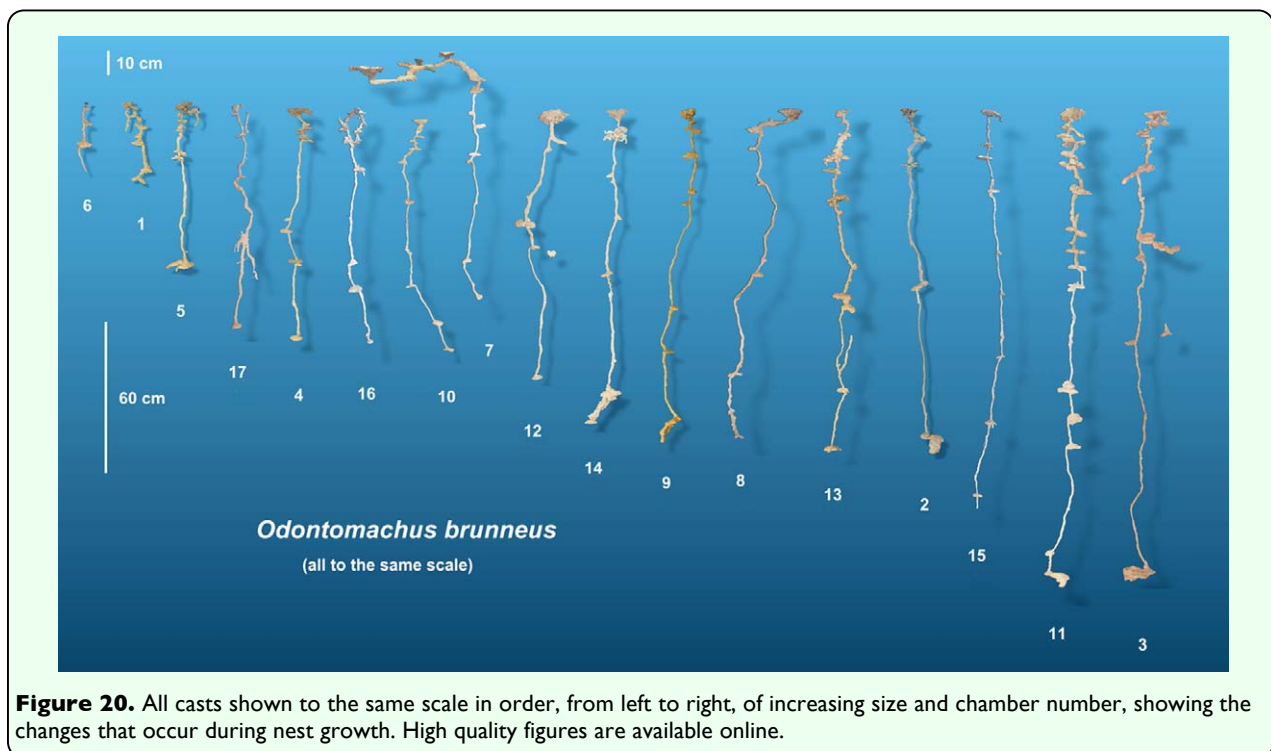 10 cm
6
1
5
17
4
16
10
7
12
14
9
8
13
2
15
11
3
60 cm
Odontomachus brunneus
(all to the same scale)
Figure 20. All casts shown to the same scale in order, from left to right, of increasing size and chamber number, showing the
changes that occur during nest growth. High quality figures are available online.